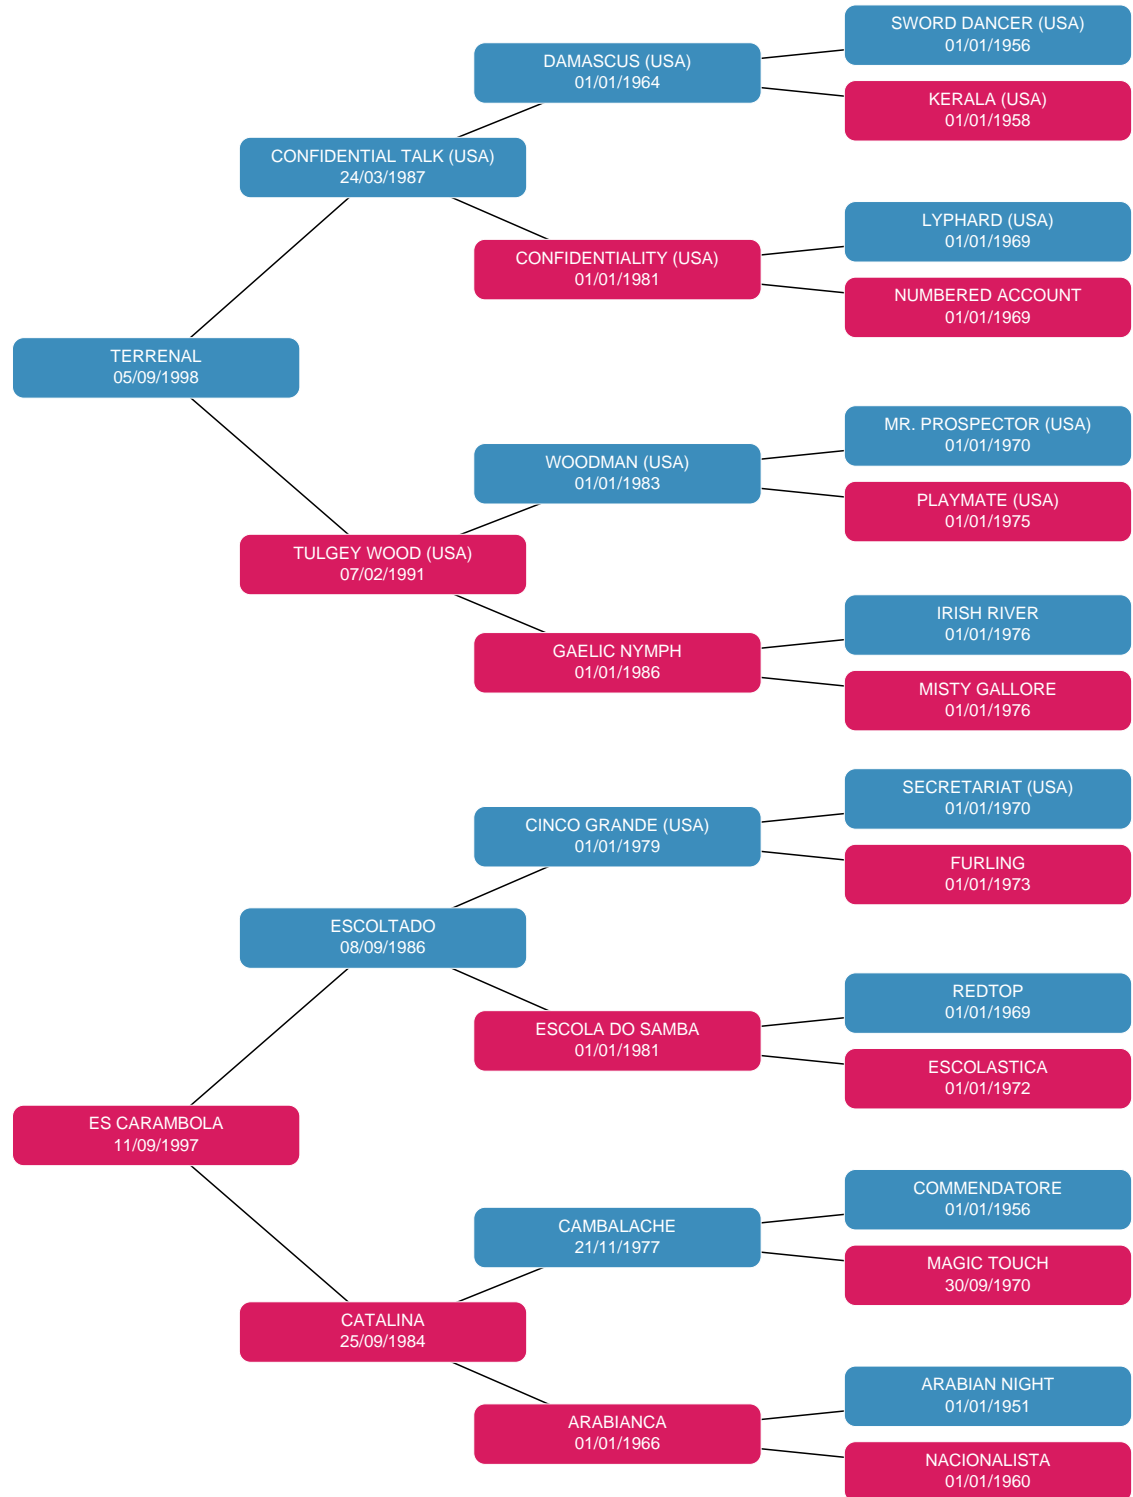 SWORD DANCER (USA)
01/01/1956
DAMASCUS (USA)
01/01/1964
KERALA (USA)
01/01/1958
CONFIDENTIAL TALK (USA)
24/03/1987
LYPHARD (USA)
01/01/1969
CONFIDENTIALITY (USA)
01/01/1981
NUMBERED ACCOUNT
01/01/1969
TERRENAL
05/09/1998
MR. PROSPECTOR (USA)
01/01/1970
WOODMAN (USA)
01/01/1983
PLAYMATE (USA)
01/01/1975
TULGEY WOOD (USA)
07/02/1991
IRISH RIVER
01/01/1976
GAELIC NYMPH
01/01/1986
MISTY GALLORE
01/01/1976
SECRETARIAT (USA)
01/01/1970
CINCO GRANDE (USA)
01/01/1979
FURLING
01/01/1973
ESCOLTADO
08/09/1986
REDTOP
01/01/1969
ESCOLA DO SAMBA
01/01/1981
ESCOLASTICA
01/01/1972
ES CARAMBOLA
11/09/1997
COMMENDATORE
01/01/1956
CAMBALACHE
21/11/1977
MAGIC TOUCH
30/09/1970
CATALINA
25/09/1984
ARABIAN NIGHT
01/01/1951
ARABIANCA
01/01/1966
NACIONALISTA
01/01/1960